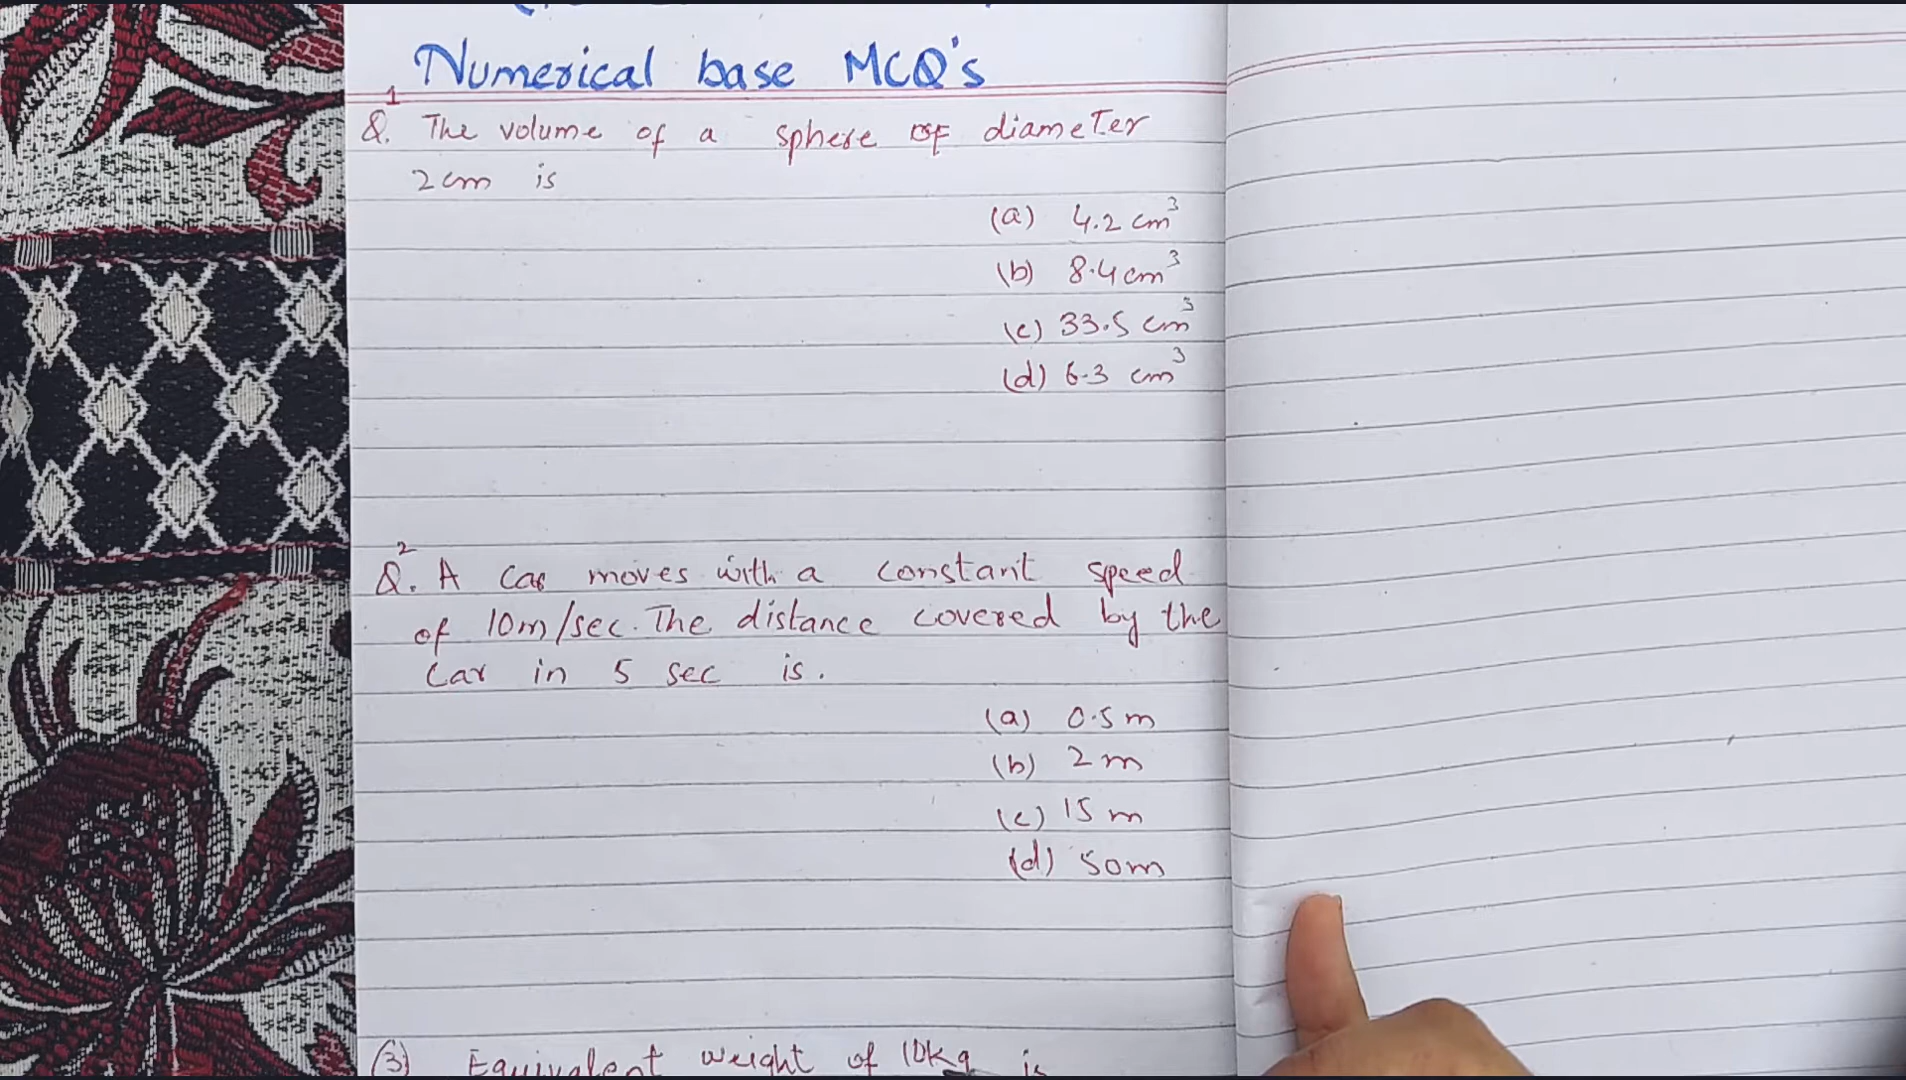 Numerical base MCQ's
Q.1 The volume of a sphere of diameter
2cm is
(a) 4.2 cm³
(b) 8.4 cm³
(c) 33.5 cm³
(d) 6.3 cm³
Q.2 A car moves with a constant speed
of 10m/sec. The distance covered by the
car in 5 sec is.
(a) 0.5 m
(b) 2 m
(c) 15 m
(d) 50m
(3) Equivalent weight of 10kg is